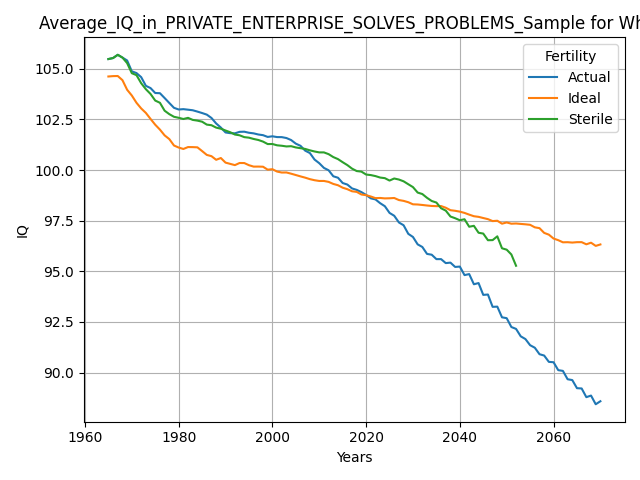 Average_IQ_in_PRIVATE_ENTERPRISE_SOLVES_PROBLEMS_Sample for Wh
Fertility
Actual
Ideal
Sterile
105.0
102.5
100.0
97.5
95.0
92.5
90.0
IQ
1960 1980 2000 2020 2040 2060
Years